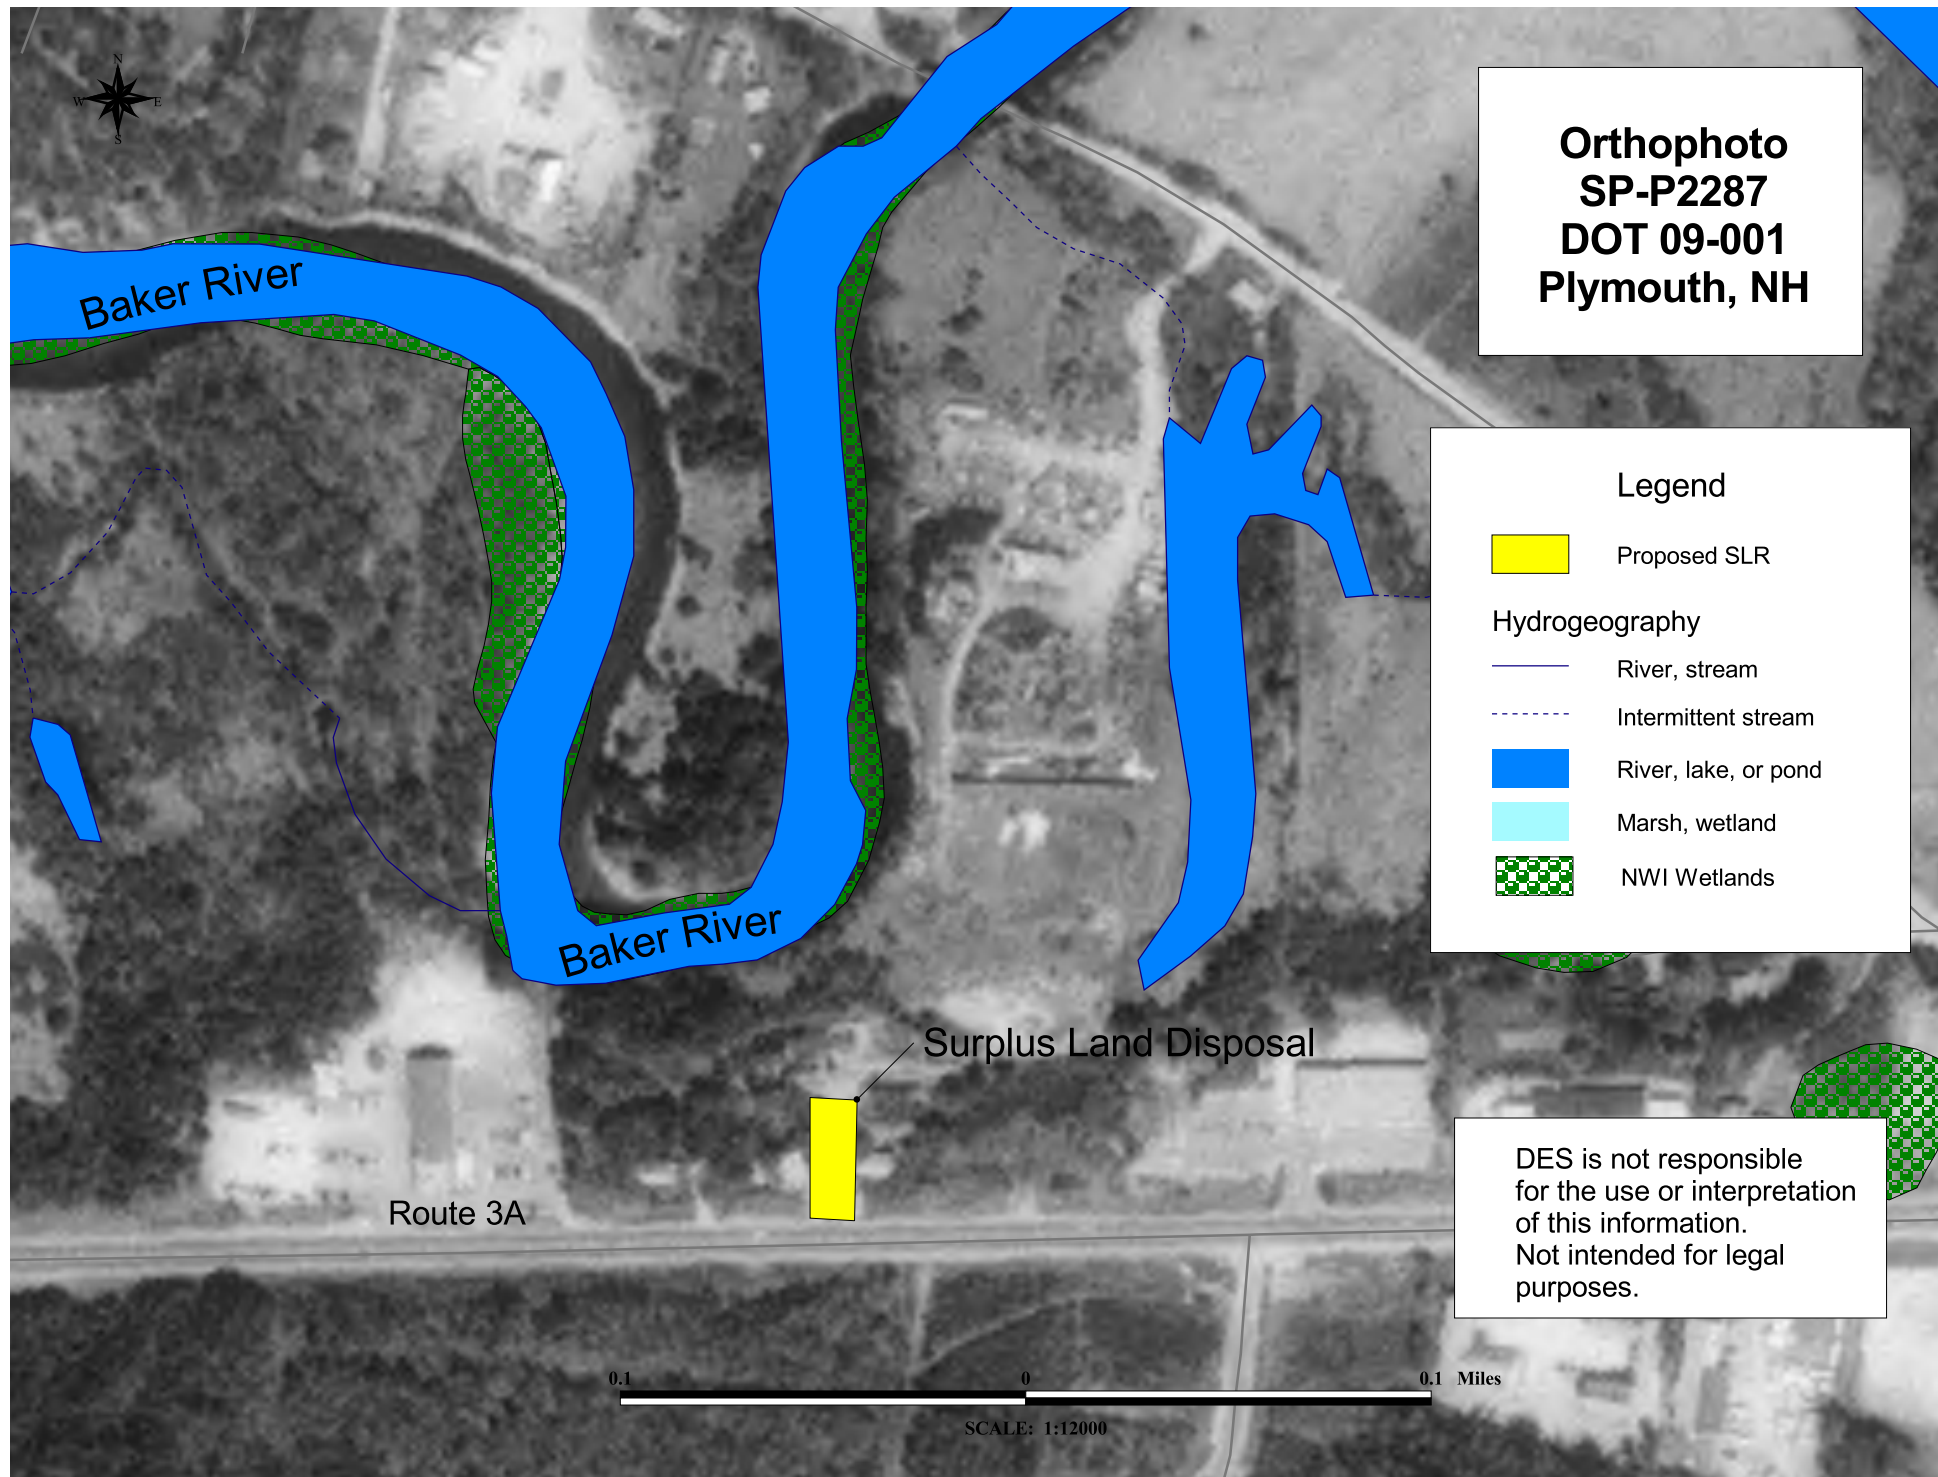 N
W E
S
Orthophoto
SP-P2287
DOT 09-001
Plymouth, NH
Baker River
Legend
Proposed SLR
Hydrogeography
River, stream
Intermittent stream
River, lake, or pond
Marsh, wetland
NWI Wetlands
Baker River
Surplus Land Disposal
DES is not responsible
for the use or interpretation
of this information.
Not intended for legal
purposes.
Route 3A
0.1 0 0.1 Miles
SCALE: 1:12000